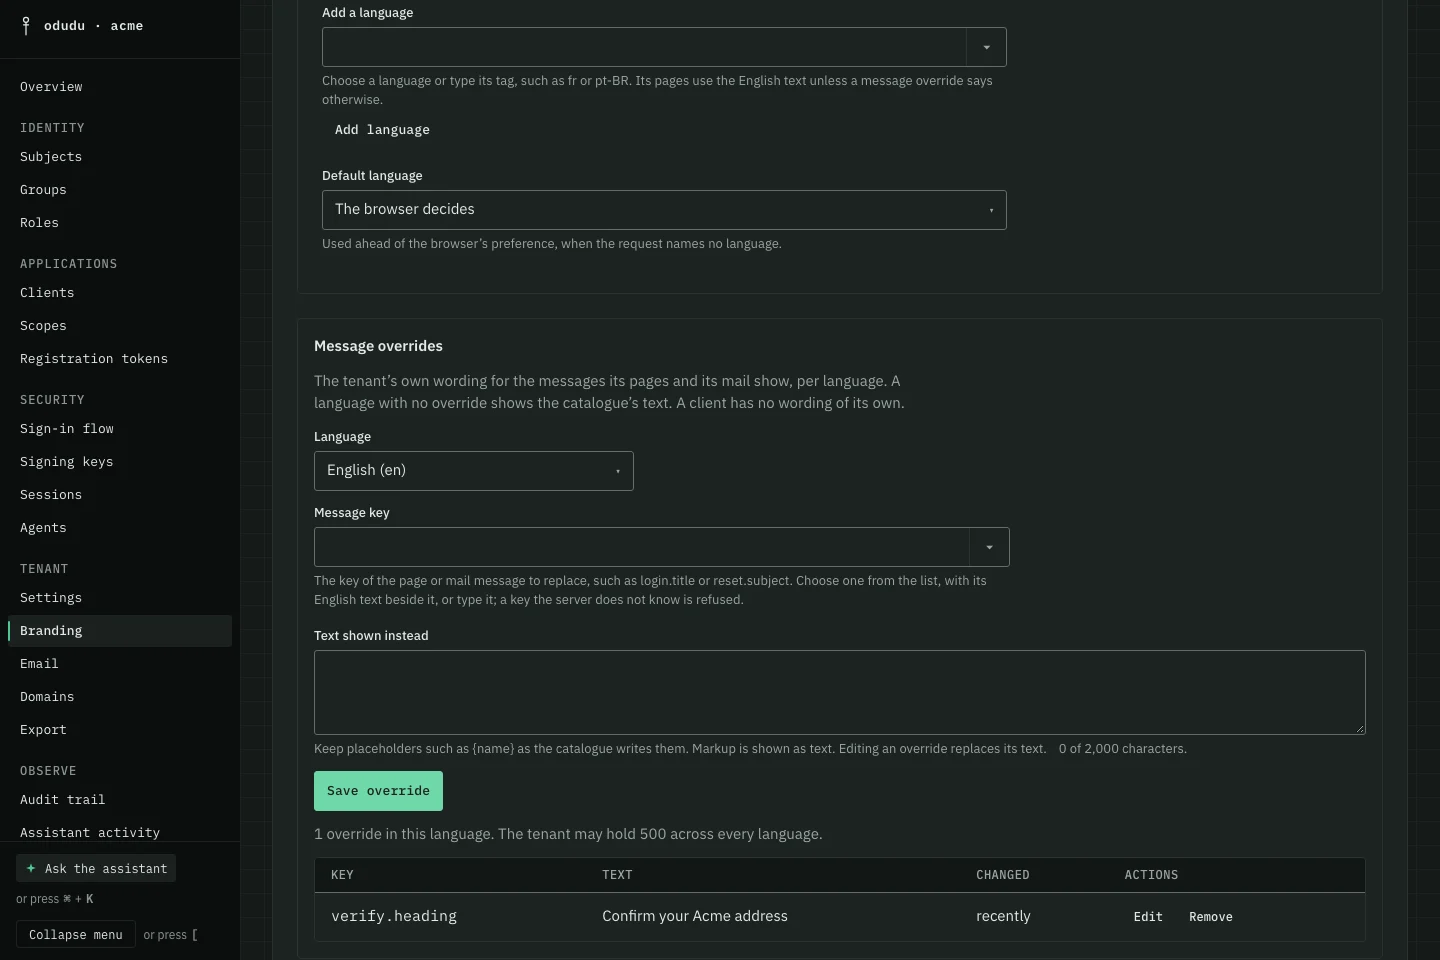 odudu · acme
Overview
IDENTITY
Subjects
Groups
Roles
APPLICATIONS
Clients
Scopes
Registration tokens
SECURITY
Sign-in flow
Signing keys
Sessions
Agents
TENANT
Settings
Branding
Email
Domains
Export
OBSERVE
Audit trail
Assistant activity
Ask the assistant
or press ⌘ + K
Collapse menu or press [
Add a language
Choose a language or type its tag, such as fr or pt-BR. Its pages use the English text unless a message override says
otherwise.
Add language
Default language
The browser decides
Used ahead of the browser’s preference, when the request names no language.
Message overrides
The tenant’s own wording for the messages its pages and its mail show, per language. A
language with no override shows the catalogue’s text. A client has no wording of its own.
Language
English (en)
Message key
The key of the page or mail message to replace, such as login.title or reset.subject. Choose one from the list, with its
English text beside it, or type it; a key the server does not know is refused.
Text shown instead
Keep placeholders such as {name} as the catalogue writes them. Markup is shown as text. Editing an override replaces its text. 0 of 2,000 characters.
Save override
1 override in this language. The tenant may hold 500 across every language.
KEY TEXT CHANGED ACTIONS
verify.heading Confirm your Acme address recently Edit Remove